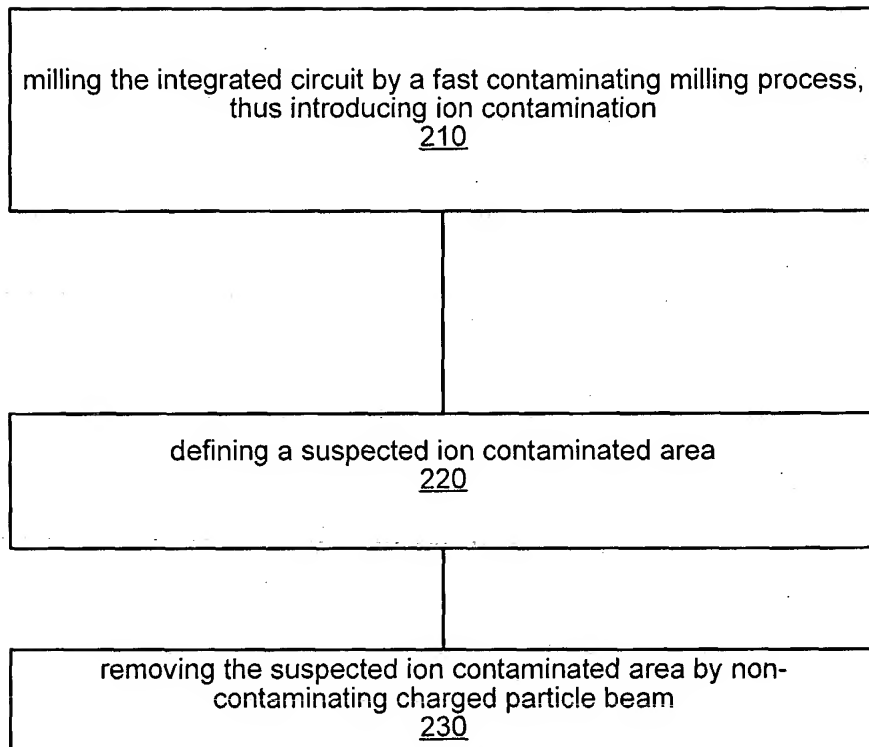 milling the integrated circuit by a fast contaminating milling process,
thus introducing ion contamination
210
defining a suspected ion contaminated area
220
removing the suspected ion contaminated area by non-
contaminating charged particle beam
230